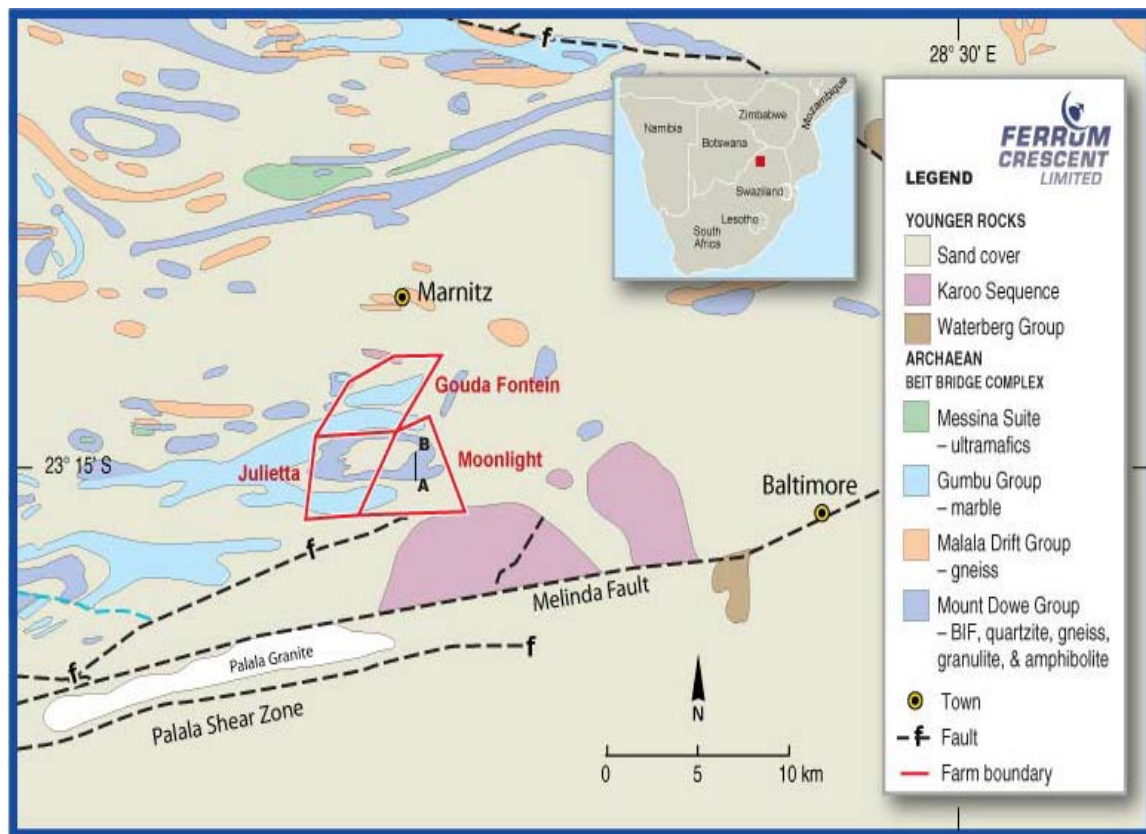 f
28° 30' E
Zimbabwe
Mozambique
Namibia
Botswana
Swaziland
Lesotho
South
Africa
FERRUM
CRESCENT
LIMITED
LEGEND
YOUNGER ROCKS
Sand cover
Karoo Sequence
Waterberg Group
ARCHAEAN
BEIT BRIDGE COMPLEX
Messina Suite
– ultramafics
Gumbu Group
– marble
Malala Drift Group
– gneiss
Mount Dowe Group
– BIF, quartzite, gneiss,
granulite, & amphibolite
Town
f Fault
Farm boundary
Marnitz
Gouda Fontein
B
23° 15' S
Julietta
Moonlight
A
Baltimore
f
Melinda Fault
f
Palala Granite
f
Palala Shear Zone
N
0 5 10 km